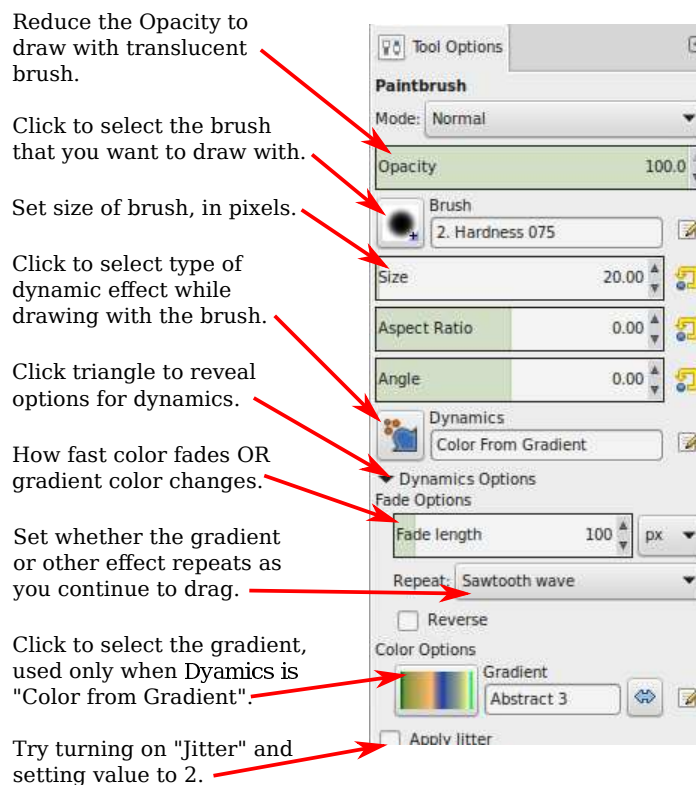 Reduce the Opacity to
draw with translucent
brush.
Click to select the brush
that you want to draw with.
Set size of brush, in pixels.
Click to select type of
dynamic effect while
drawing with the brush.
Click triangle to reveal
options for dynamics.
How fast color fades OR
gradient color changes.
Set whether the gradient
or other effect repeats as
you continue to drag.
Click to select the gradient,
used only when Dyamics is
"Color from Gradient".
Try turning on "Jitter" and
setting value to 2.
Tool Options
Paintbrush
Mode: Normal
Opacity 100.0
Brush
2. Hardness 075
Size 20.00
Aspect Ratio 0.00
Angle 0.00
Dynamics
Color From Gradient
Dynamics Options
Fade Options
Fade length 100 px
Repeat: Sawtooth wave
Reverse
Color Options
Gradient
Abstract 3
Apply Jitter